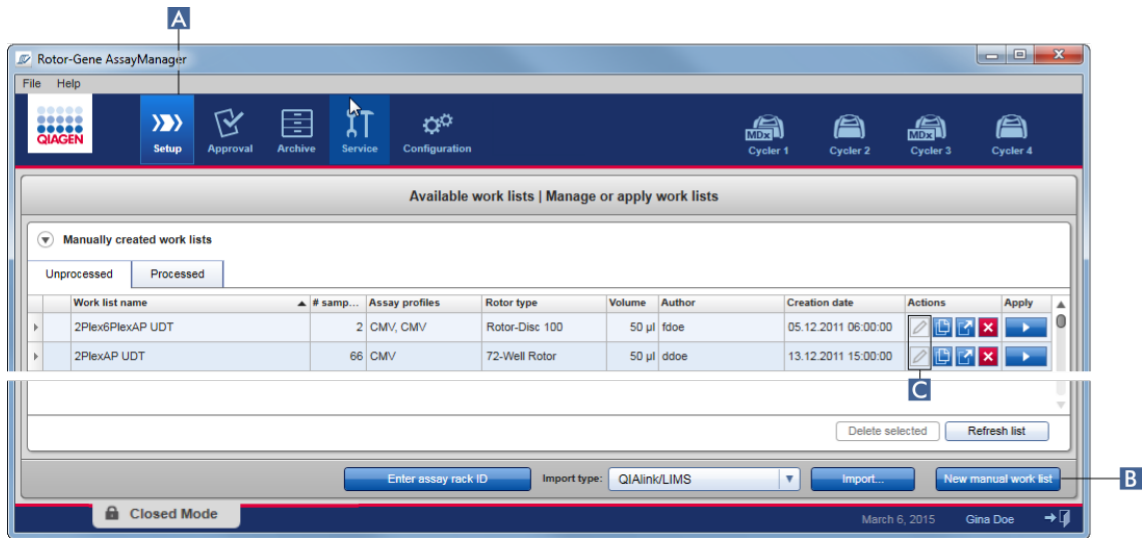 A
Rotor-Gene AssayManager
File Help
QIAGEN
Setup Approval Archive Service Configuration MDx Cycler 1 Cycler 2 MDx Cycler 3 Cycler 4
Available work lists | Manage or apply work lists
Manually created work lists
Unprocessed Processed
Work list name # samp... Assay profiles Rotor type Volume Author Creation date Actions Apply
2Plex6PlexAP UDT 2 CMV, CMV Rotor-Disc 100 50 µl fdoe 05.12.2011 06:00:00
2PlexAP UDT 66 CMV 72-Well Rotor 50 µl ddoe 13.12.2011 15:00:00
C
Delete selected Refresh list
Enter assay rack ID Import type: QIAlink/LIMS Import... New manual work list B
Closed Mode March 6, 2015 Gina Doe